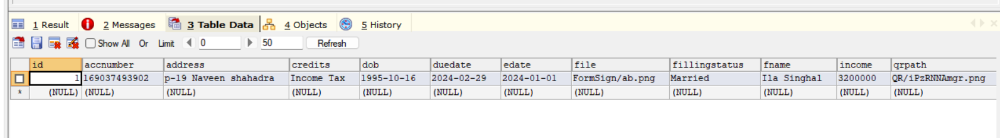 1 Result 2 Messages 3 Table Data 4 Objects 5 History
Show All Or Limit 0 50 Refresh
id accnumber address credits dob duedate edate file fillingstatus fname income qrpath
1 169037493902 p-19 Naveen shahadra Income Tax 1995-10-16 2024-02-29 2024-01-01 FormSign/ab.png Married Ila Singhal 3200000 QR/iPzRNNAmgr.png
* (NULL) (NULL) (NULL) (NULL) (NULL) (NULL) (NULL) (NULL) (NULL) (NULL) (NULL) (NULL)